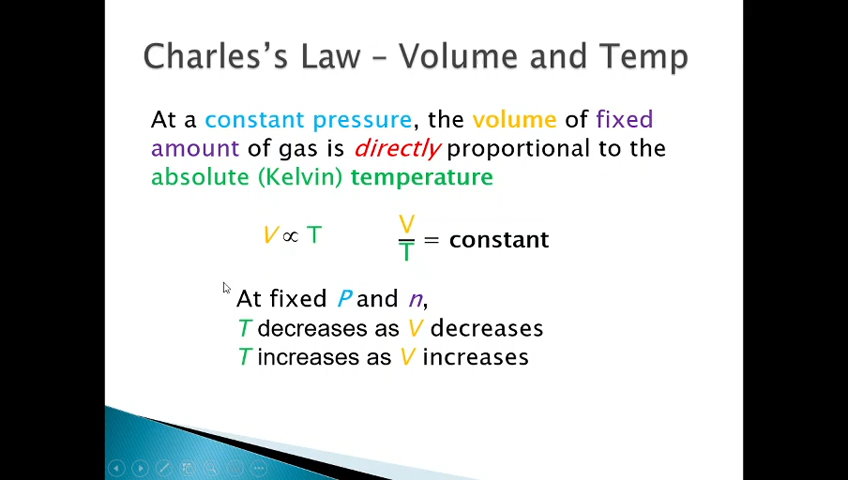 Charles’s Law – Volume and Temp
At a constant pressure, the volume of fixed
amount of gas is directly proportional to the
absolute (Kelvin) temperature
V ∝ T
V
T
= constant
At fixed P and n,
T decreases as V decreases
T increases as V increases